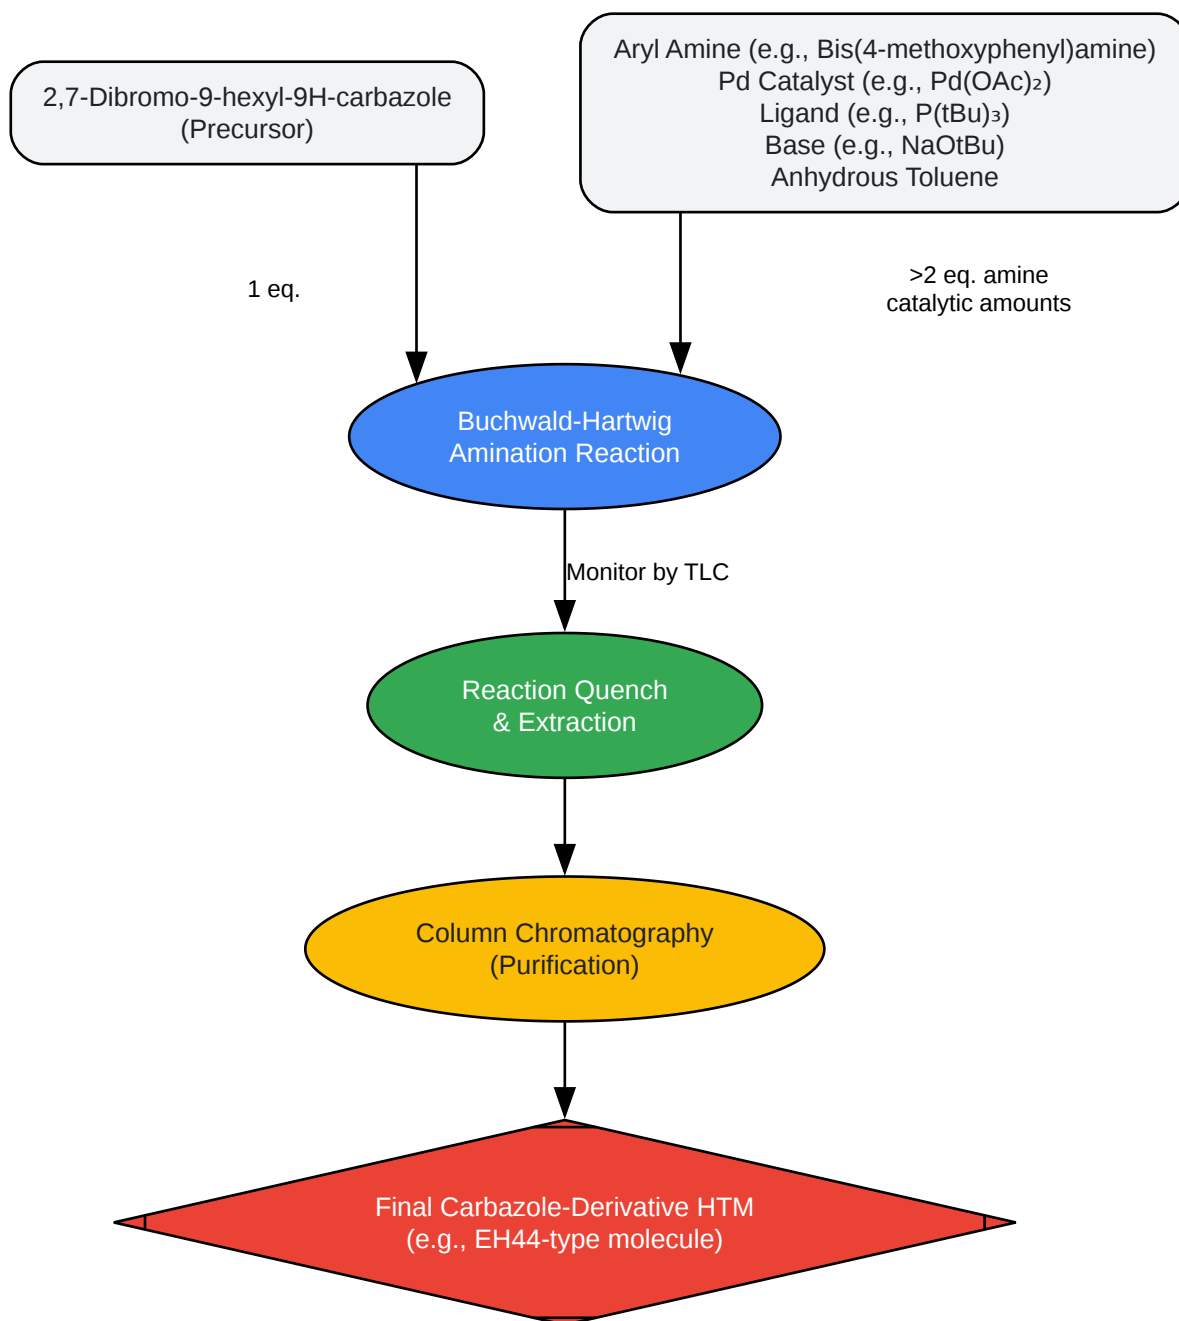 2,7-Dibromo-9-hexyl-9H-carbazole
(Precursor)
Aryl Amine (e.g., Bis(4-methoxyphenyl)amine)
Pd Catalyst (e.g., Pd(OAc)₂)
Ligand (e.g., P(tBu)₃)
Base (e.g., NaOtBu)
Anhydrous Toluene
1 eq.
>2 eq. amine
catalytic amounts
Buchwald-Hartwig
Amination Reaction
Monitor by TLC
Reaction Quench
& Extraction
Column Chromatography
(Purification)
Final Carbazole-Derivative HTM
(e.g., EH44-type molecule)